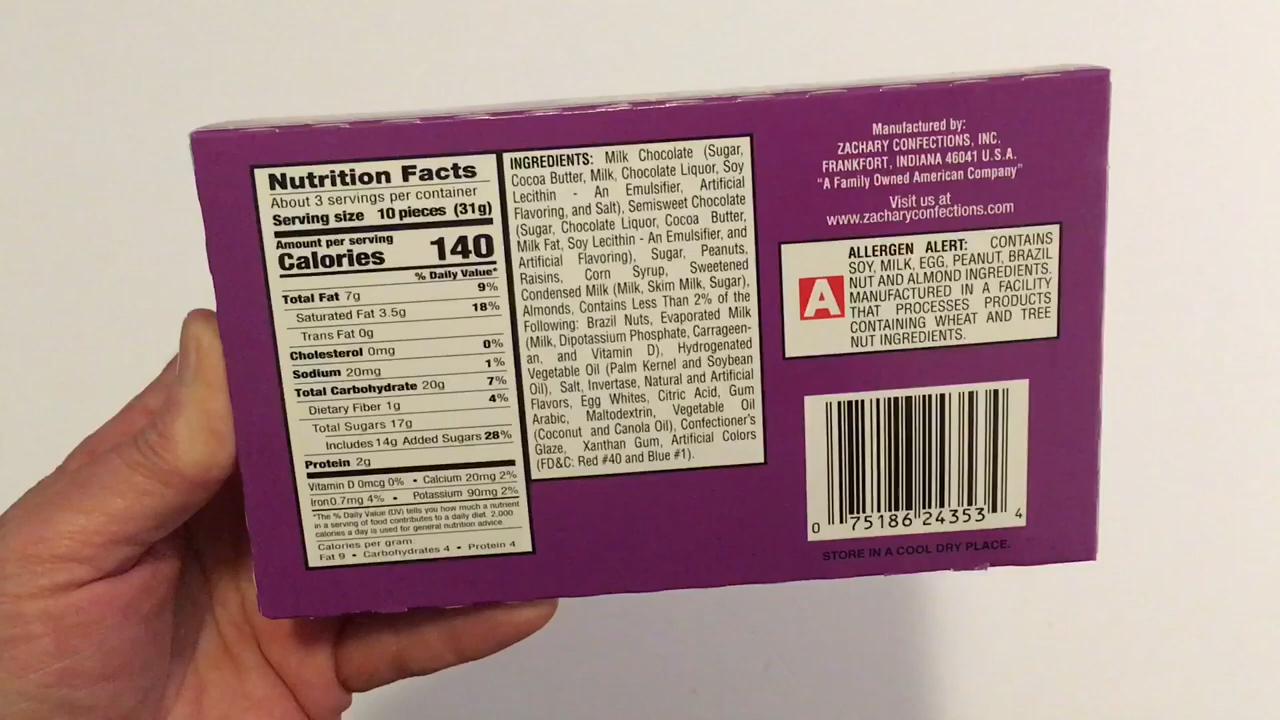 Nutrition Facts
About 3 servings per container
Serving size 10 pieces (31g)
Amount per serving
Calories 140
% Daily Value*
Total Fat 7g 9%
Saturated Fat 3.5g 18%
Trans Fat 0g
Cholesterol 0mg 0%
Sodium 20mg 1%
Total Carbohydrate 20g 7%
Dietary Fiber 1g 4%
Total Sugars 17g
Includes 14g Added Sugars 28%
Protein 2g
Vitamin D 0mcg 0% • Calcium 20mg 2%
Iron0.7mg 4% • Potassium 90mg 2%
*The % Daily Value (DV) tells you how much a nutrient
in a serving of food contributes to a daily diet. 2,000
calories a day is used for general nutrition advice.
Calories per gram:
Fat 9 • Carbohydrates 4 • Protein 4
INGREDIENTS: Milk Chocolate (Sugar,
Cocoa Butter, Milk, Chocolate Liquor, Soy
Lecithin - An Emulsifier, Artificial
Flavoring, and Salt), Semisweet Chocolate
(Sugar, Chocolate Liquor, Cocoa Butter,
Milk Fat, Soy Lecithin - An Emulsifier, and
Artificial Flavoring), Sugar, Peanuts,
Raisins, Corn Syrup, Sweetened
Condensed Milk (Milk, Skim Milk, Sugar),
Almonds, Contains Less Than 2% of the
Following: Brazil Nuts, Evaporated Milk
(Milk, Dipotassium Phosphate, Carrageen-
an, and Vitamin D), Hydrogenated
Vegetable Oil (Palm Kernel and Soybean
Oil), Salt, Invertase, Natural and Artificial
Flavors, Egg Whites, Citric Acid, Gum
Arabic, Maltodextrin, Vegetable Oil
(Coconut and Canola Oil), Confectioner's
Glaze, Xanthan Gum, Artificial Colors
(FD&C: Red #40 and Blue #1).
Manufactured by:
ZACHARY CONFECTIONS, INC.
FRANKFORT, INDIANA 46041 U.S.A.
"A Family Owned American Company"
Visit us at
www.zacharyconfections.com
A
ALLERGEN ALERT: CONTAINS
SOY, MILK, EGG, PEANUT, BRAZIL
NUT AND ALMOND INGREDIENTS.
MANUFACTURED IN A FACILITY
THAT PROCESSES PRODUCTS
CONTAINING WHEAT AND TREE
NUT INGREDIENTS.
0 75186 24353 4
STORE IN A COOL DRY PLACE.